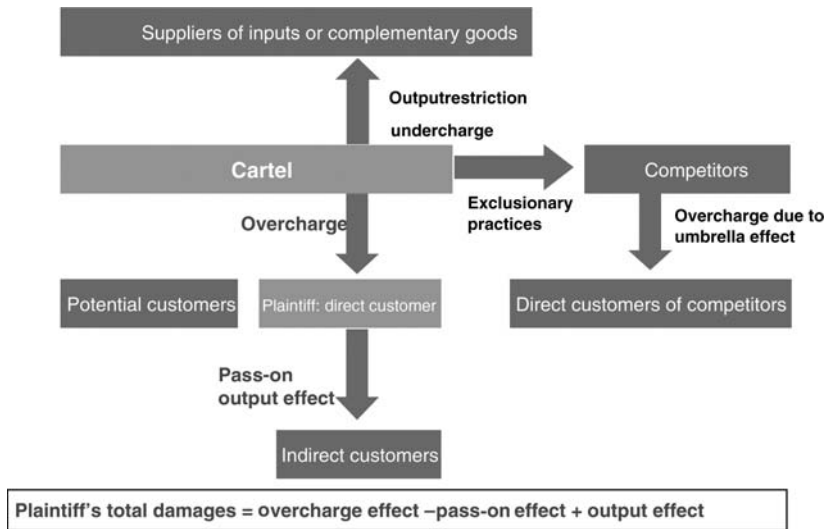 Suppliers of inputs or complementary goods
Outputrestriction
undercharge
Cartel
Competitors
Overcharge
Exclusionary
practices
Overcharge due to
umbrella effect
Potential customers
Plaintiff: direct customer
Direct customers of competitors
Pass-on
output effect
Indirect customers
Plaintiff's total damages = overcharge effect –pass-on effect + output effect